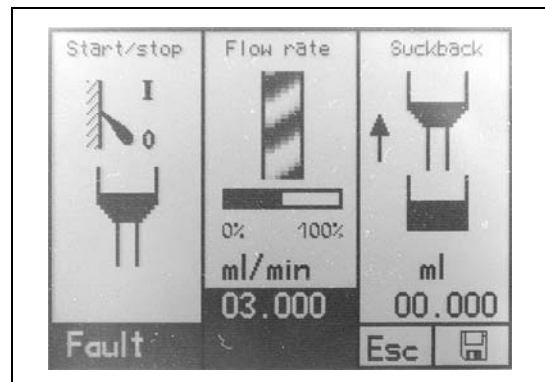 Start/stop
I
0
Fault
Flow rate
0% 100%
ml/min
03.000
Suckback
ml
00.000
Esc